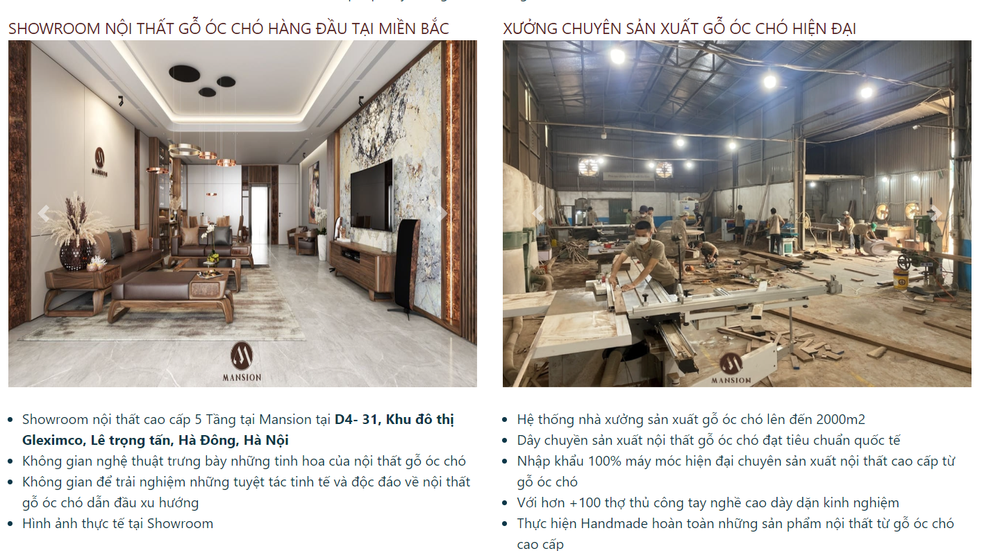 SHOWROOM NỘI THẤT GỖ ÓC CHÓ HÀNG ĐẦU TẠI MIỀN BẮC
MANSION
MANSION
Showroom nội thất cao cấp 5 Tầng tại Mansion tại D4- 31, Khu đô thị
Gleximco, Lê trọng tấn, Hà Đông, Hà Nội
Không gian nghệ thuật trưng bày những tinh hoa của nội thất gỗ óc chó
Không gian để trải nghiệm những tuyệt tác tinh tế và độc đáo về nội thất
gỗ óc chó dẫn đầu xu hướng
Hình ảnh thực tế tại Showroom
XƯỞNG CHUYÊN SẢN XUẤT GỖ ÓC CHÓ HIỆN ĐẠI
MANSION
Hệ thống nhà xưởng sản xuất gỗ óc chó lên đến 2000m2
Dây chuyền sản xuất nội thất gỗ óc chó đạt tiêu chuẩn quốc tế
Nhập khẩu 100% máy móc hiện đại chuyên sản xuất nội thất cao cấp từ
gỗ óc chó
Với hơn +100 thợ thủ công tay nghề cao dày dặn kinh nghiệm
Thực hiện Handmade hoàn toàn những sản phẩm nội thất từ gỗ óc chó
cao cấp